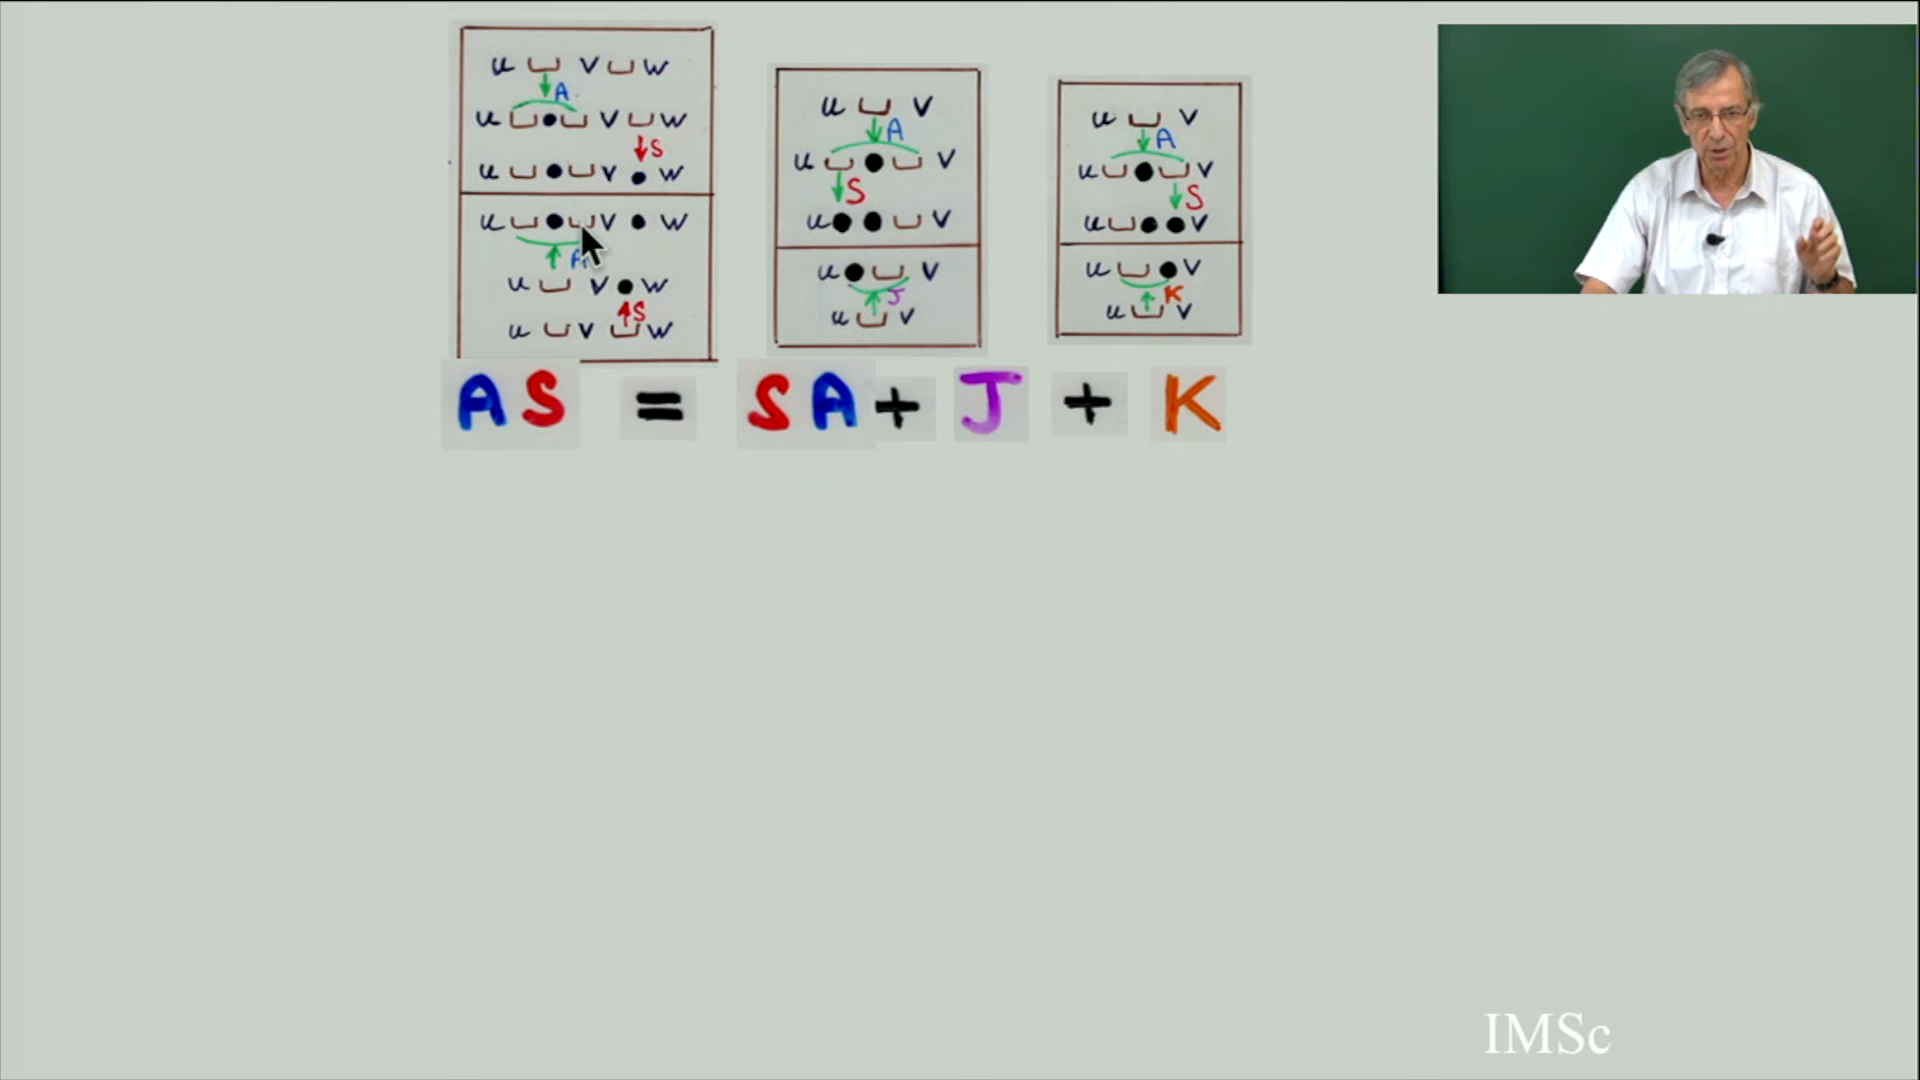 u ⊔ v ⊔ w
A
u ⊔ ● ⊔ v ⊔ w
S
u ⊔ ● ⊔ v ● w
u ⊔ ● ⊔ v ● w
A
u ⊔ v ● w
S
u ⊔ v ⊔ w
u ⊔ v
A
u ⊔ ● ⊔ v
S
u ● ● ⊔ v
u ● ⊔ v
J
u ⊔ v
u ⊔ v
A
u ⊔ ● ⊔ v
S
u ⊔ ● ● v
u ⊔ ● v
K
u ⊔ v
AS = SA + J + K
IMSc